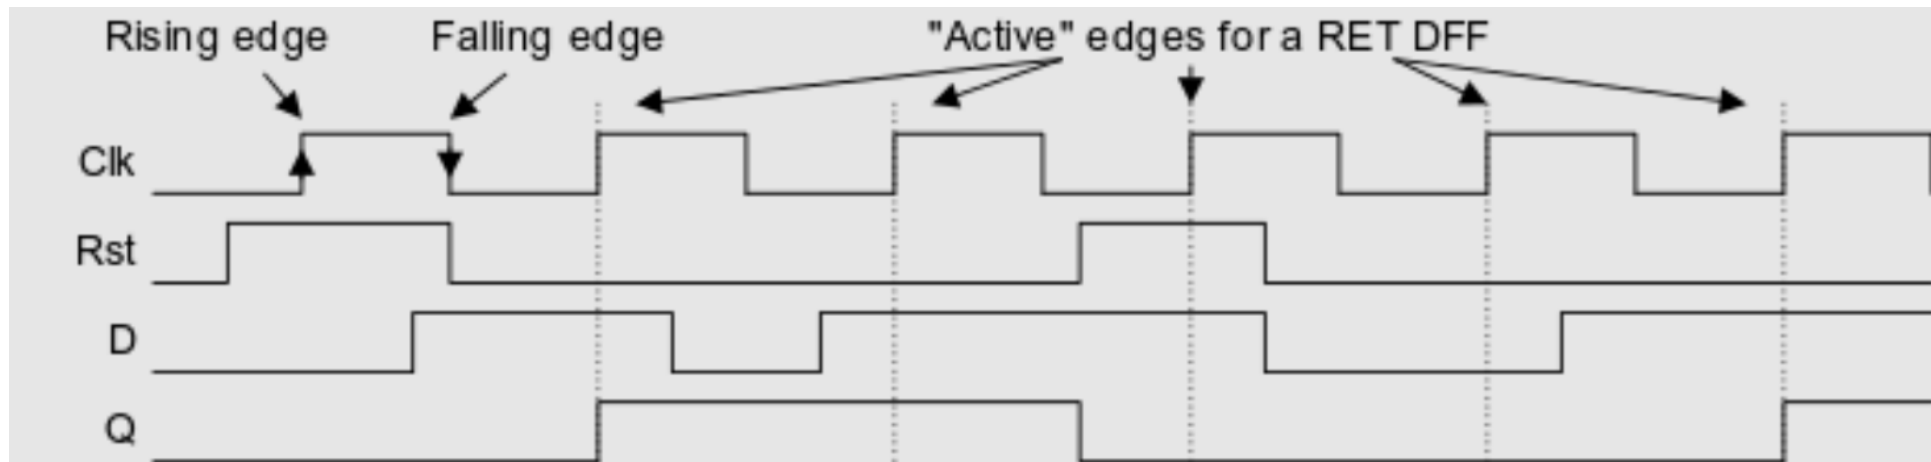 Rising edge
Falling edge
"Active" edges for a RET DFF
Clk
Rst
D
Q